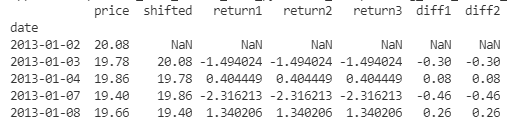 price shifted return1 return2 return3 diff1 diff2
date
2013-01-02 20.08 NaN NaN NaN NaN NaN NaN
2013-01-03 19.78 20.08 -1.494024 -1.494024 -1.494024 -0.30 -0.30
2013-01-04 19.86 19.78 0.404449 0.404449 0.404449 0.08 0.08
2013-01-07 19.40 19.86 -2.316213 -2.316213 -2.316213 -0.46 -0.46
2013-01-08 19.66 19.40 1.340206 1.340206 1.340206 0.26 0.26